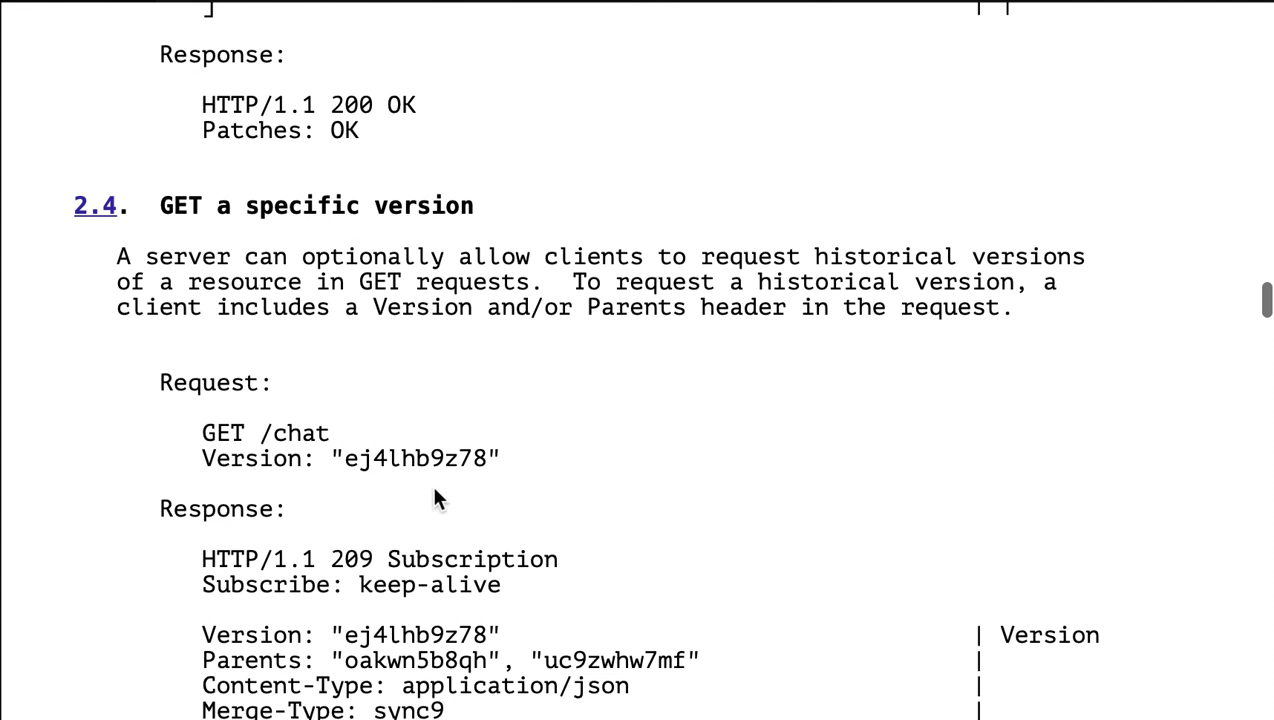 ]
Response:
HTTP/1.1 200 OK
Patches: OK
2.4. GET a specific version
A server can optionally allow clients to request historical versions
of a resource in GET requests. To request a historical version, a
client includes a Version and/or Parents header in the request.
Request:
GET /chat
Version: "ej4lhb9z78"
Response:
HTTP/1.1 209 Subscription
Subscribe: keep-alive
Version: "ej4lhb9z78" | Version
Parents: "oakwn5b8qh", "uc9zwhw7mf" |
Content-Type: application/json |
Merge-Type: sync9 |